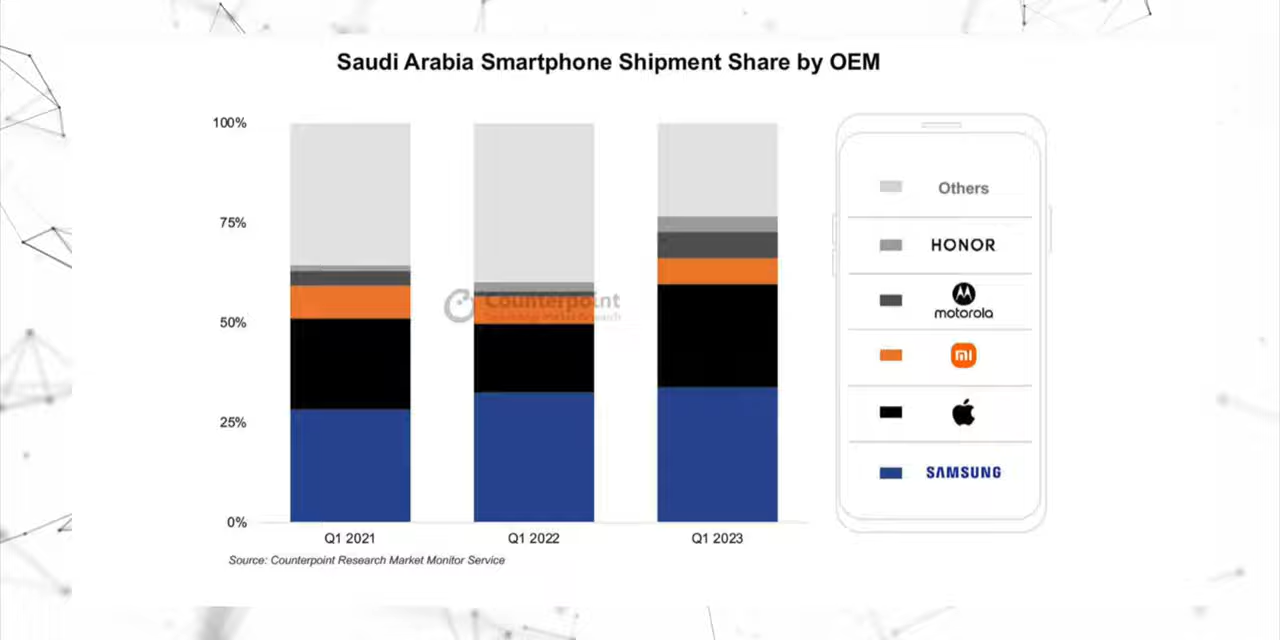 Saudi Arabia Smartphone Shipment Share by OEM
100%
75%
50%
25%
0%
Q1 2021
Q1 2022
Q1 2023
Counterpoint
Others
HONOR
motorola
mi
SAMSUNG
Source: Counterpoint Research Market Monitor Service